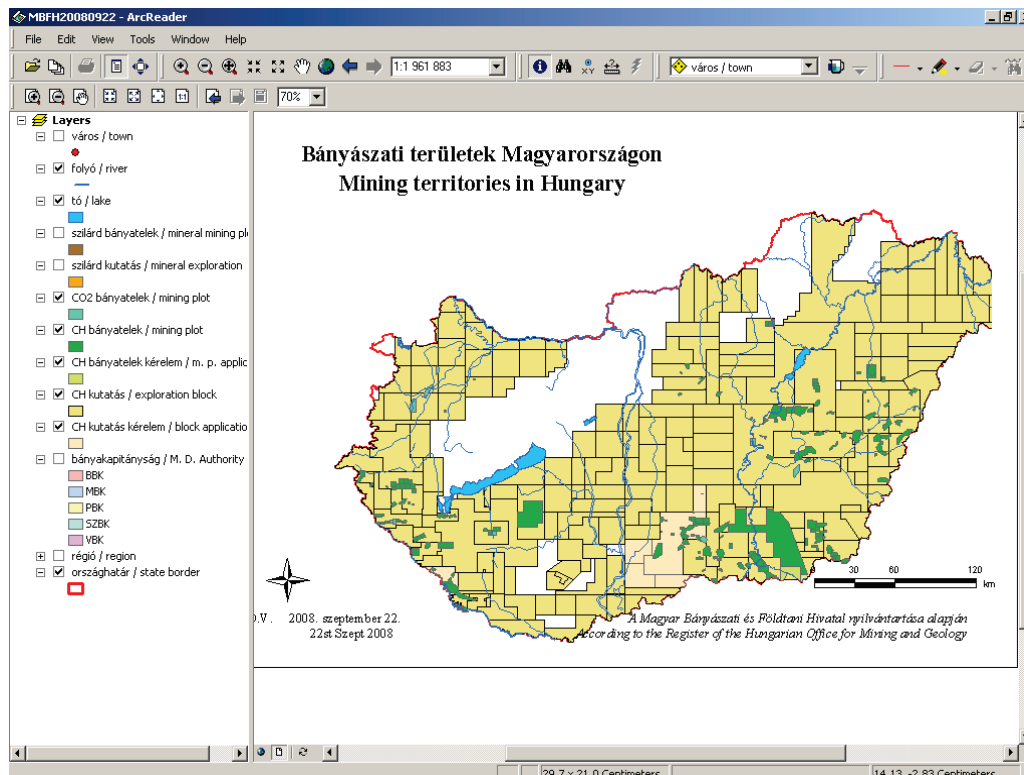 MBFH20080922 - ArcReader
File Edit View Tools Window Help
1:1 961 883
város / town
70%
Layers
város / town
folyó / river
tó / lake
szilárd bányatelek / mineral mining pl
szilárd kutatás / mineral exploration
CO2 bányatelek / mining plot
CH bányatelek / mining plot
CH bányatelek kérelem / m. p. applic
CH kutatás / exploration block
CH kutatás kérelem / block applicatio
bányakapitányság / M. D. Authority
BBK
MBK
PBK
SZBK
VBK
régió / region
országhatár / state border
Bányászati területek Magyarországon
Mining territories in Hungary
0 30 60 120
km
.V. 2008. szeptember 22.
22st Szept 2008
A Magyar Bányászati és Földtani Hivatal nyilvántartása alapján
According to the Register of the Hungarian Office for Mining and Geology
29.7 x 21.0 Centimeters
14.13 -2.83 Centimeters